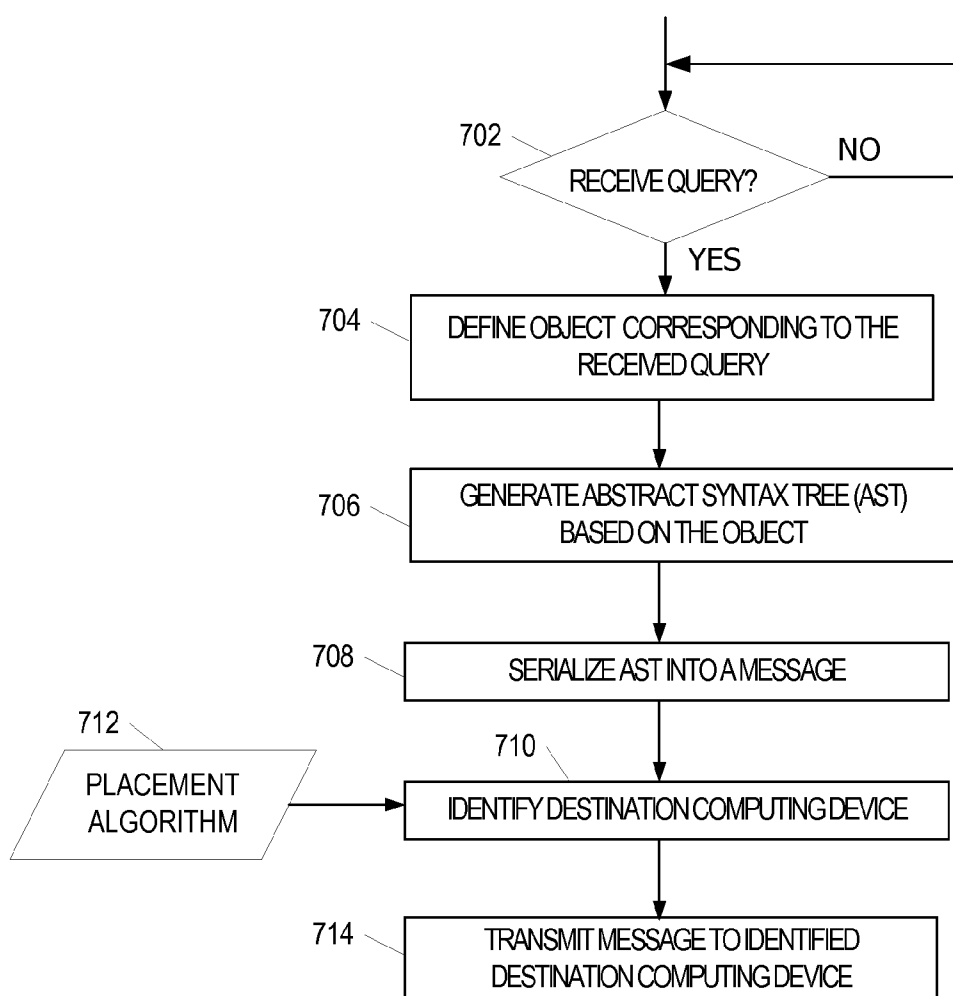 702
RECEIVE QUERY?
NO
YES
704
DEFINE OBJECT CORRESPONDING TO THE
RECEIVED QUERY
706
GENERATE ABSTRACT SYNTAX TREE (AST)
BASED ON THE OBJECT
708
SERIALIZE AST INTO A MESSAGE
712
PLACEMENT
ALGORITHM
710
IDENTIFY DESTINATION COMPUTING DEVICE
714
TRANSMIT MESSAGE TO IDENTIFIED
DESTINATION COMPUTING DEVICE